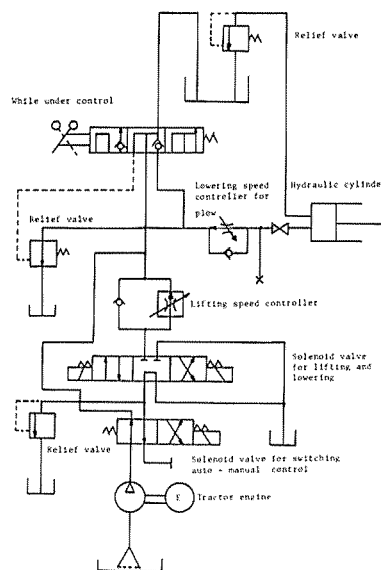 Relief valve
While under control
Lowering speed
controller for
plow
Hydraulic cylinde
Relief valve
Lifting speed controller
Solenoid valve
for lifting and
lowering
Relief valve
Solenoid valve for switching
auto - manual control
E
Tractor engine